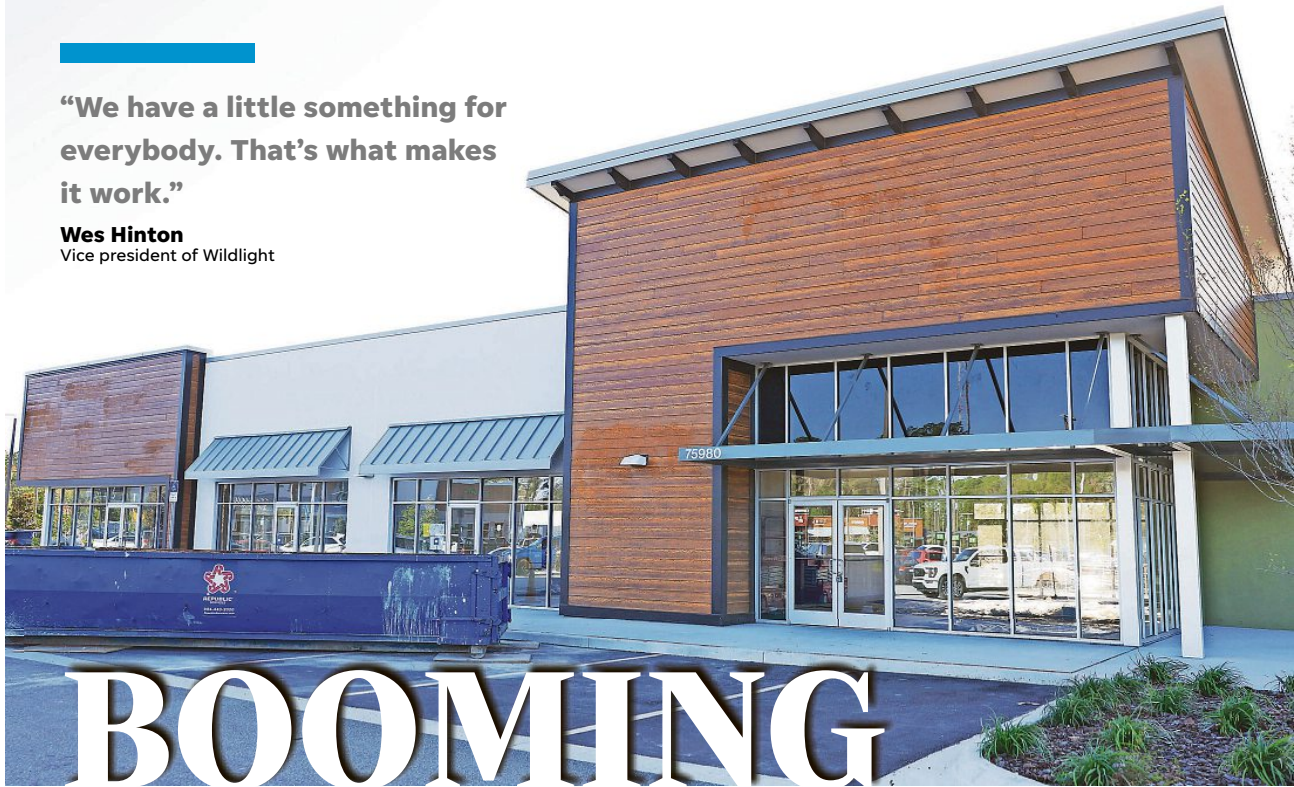 “We have a little something for
everybody. That’s what makes
it work.”
Wes Hinton
Vice president of Wildlight
75980
REPUBLIC
BOOMING